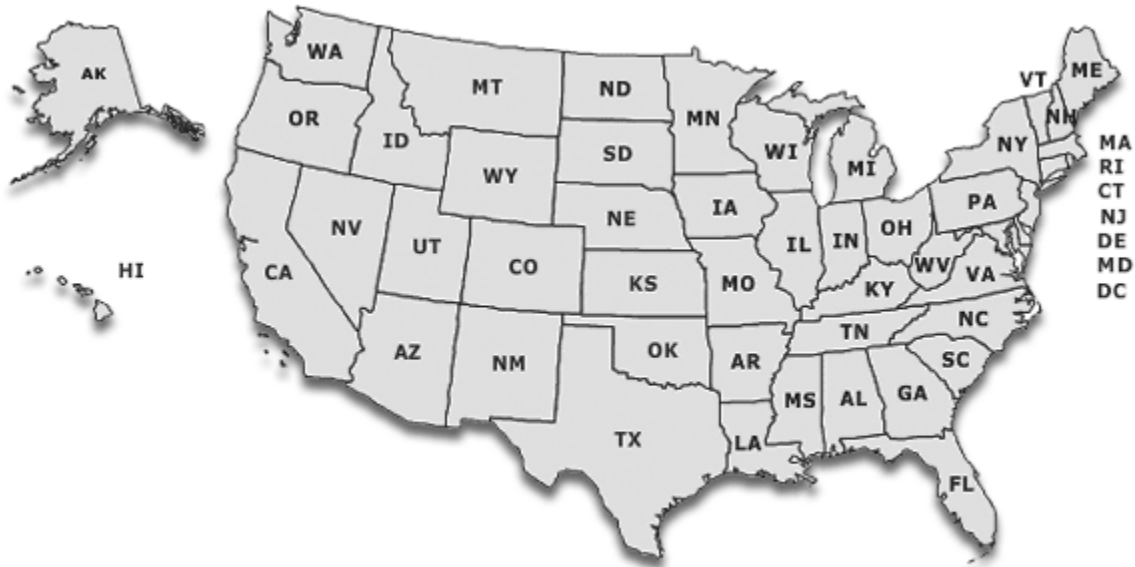 AK
WA
MT
ND
MN
VT
ME
OR
ID
SD
WI
MI
NY
NH
MA
RI
CT
NJ
DE
MD
DC
WY
NE
IA
PA
NV
UT
CO
KS
MO
IL
IN
OH
WV
VA
HI
CA
KY
AZ
NM
OK
AR
TN
NC
SC
TX
LA
MS
AL
GA
FL